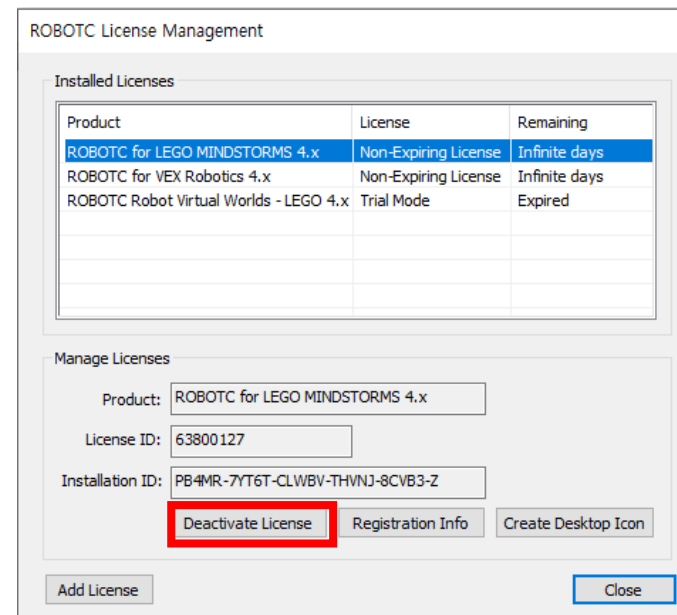 ROBOTC License Management
Installed Licenses
Product License Remaining
ROBOTC for LEGO MINDSTORMS 4.x Non-Expiring License Infinite days
ROBOTC for VEX Robotics 4.x Non-Expiring License Infinite days
ROBOTC Robot Virtual Worlds - LEGO 4.x Trial Mode Expired
Manage Licenses
Product: ROBOTC for LEGO MINDSTORMS 4.x
License ID: 63800127
Installation ID: PB4MR-7YT6T-CLWBV-THVNJ-8CVB3-Z
Deactivate License Registration Info Create Desktop Icon
Add License Close